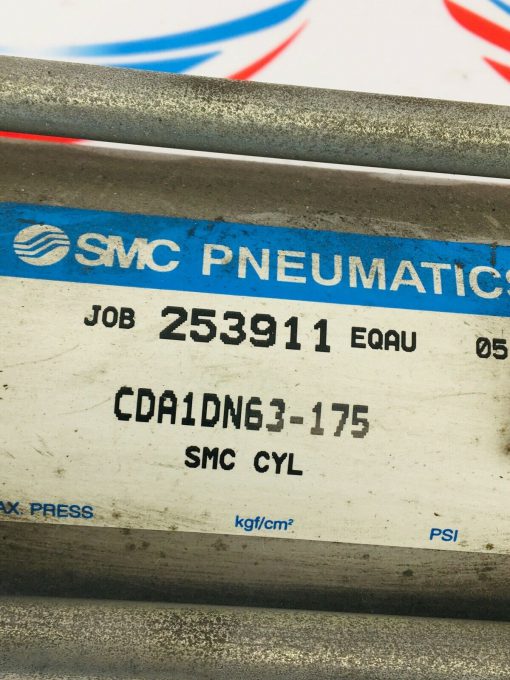 SMC PNEUMATICS
JOB 253911 EQAU 05
CDA1DN63-175
SMC CYL
AX. PRESS kgf/cm² PSI